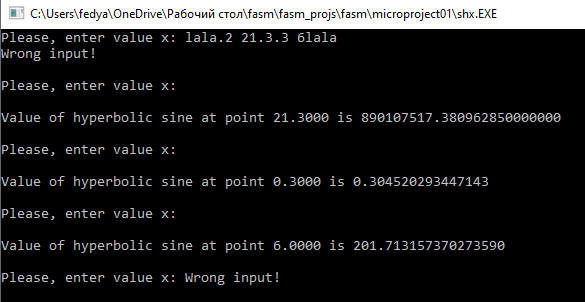 C:\Users\fedya\OneDrive\Рабочий стол\fasm\fasm_projs\fasm\microproject01\shx.EXE
Please, enter value x: lala.2 21.3.3 6lala
Wrong input!
Please, enter value x:
Value of hyperbolic sine at point 21.3000 is 890107517.380962850000000
Please, enter value x:
Value of hyperbolic sine at point 0.3000 is 0.304520293447143
Please, enter value x:
Value of hyperbolic sine at point 6.0000 is 201.713157370273590
Please, enter value x: Wrong input!